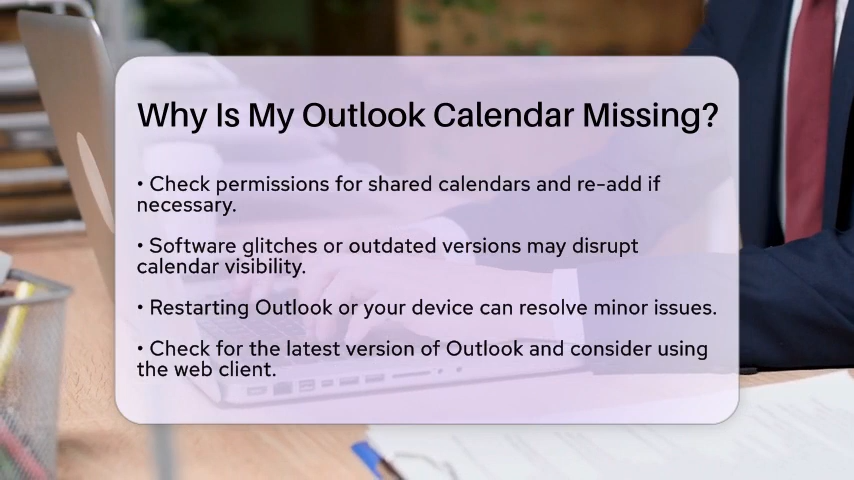 Why Is My Outlook Calendar Missing?
• Check permissions for shared calendars and re-add if
necessary.
• Software glitches or outdated versions may disrupt
calendar visibility.
• Restarting Outlook or your device can resolve minor issues.
• Check for the latest version of Outlook and consider using
the web client.